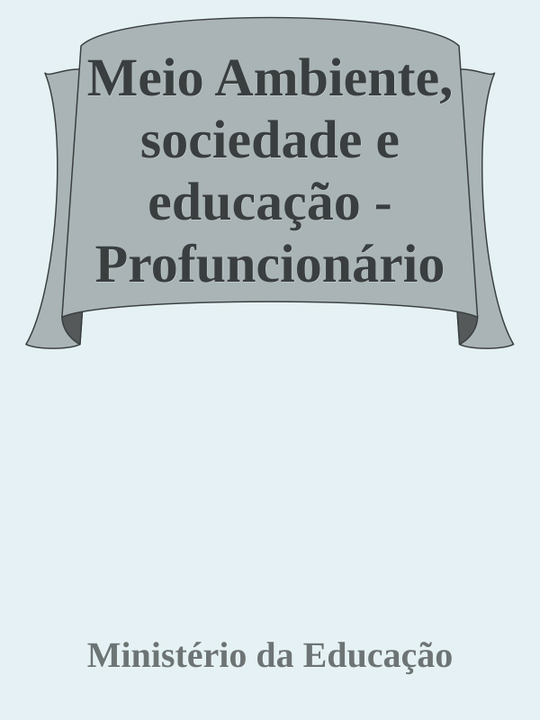 Meio Ambiente,
sociedade e
educação -
Profuncionário
Ministério da Educação